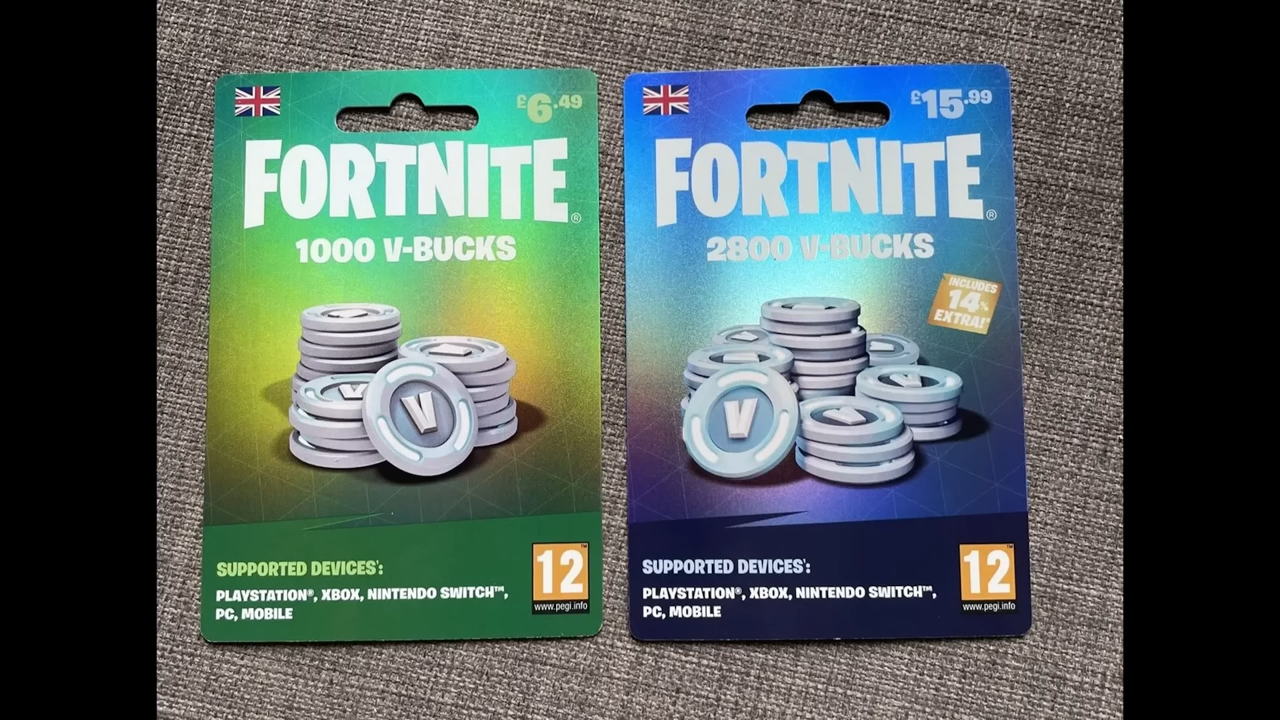 £6.49
FORTNITE®
1000 V-BUCKS
V
V
SUPPORTED DEVICES*:
PLAYSTATION®, XBOX, NINTENDO SWITCH™,
PC, MOBILE
12
www.pegi.info
£15.99
FORTNITE®
2800 V-BUCKS
INCLUDES
14%
EXTRA!*
V
V
SUPPORTED DEVICES*:
PLAYSTATION®, XBOX, NINTENDO SWITCH™,
PC, MOBILE
12
www.pegi.info